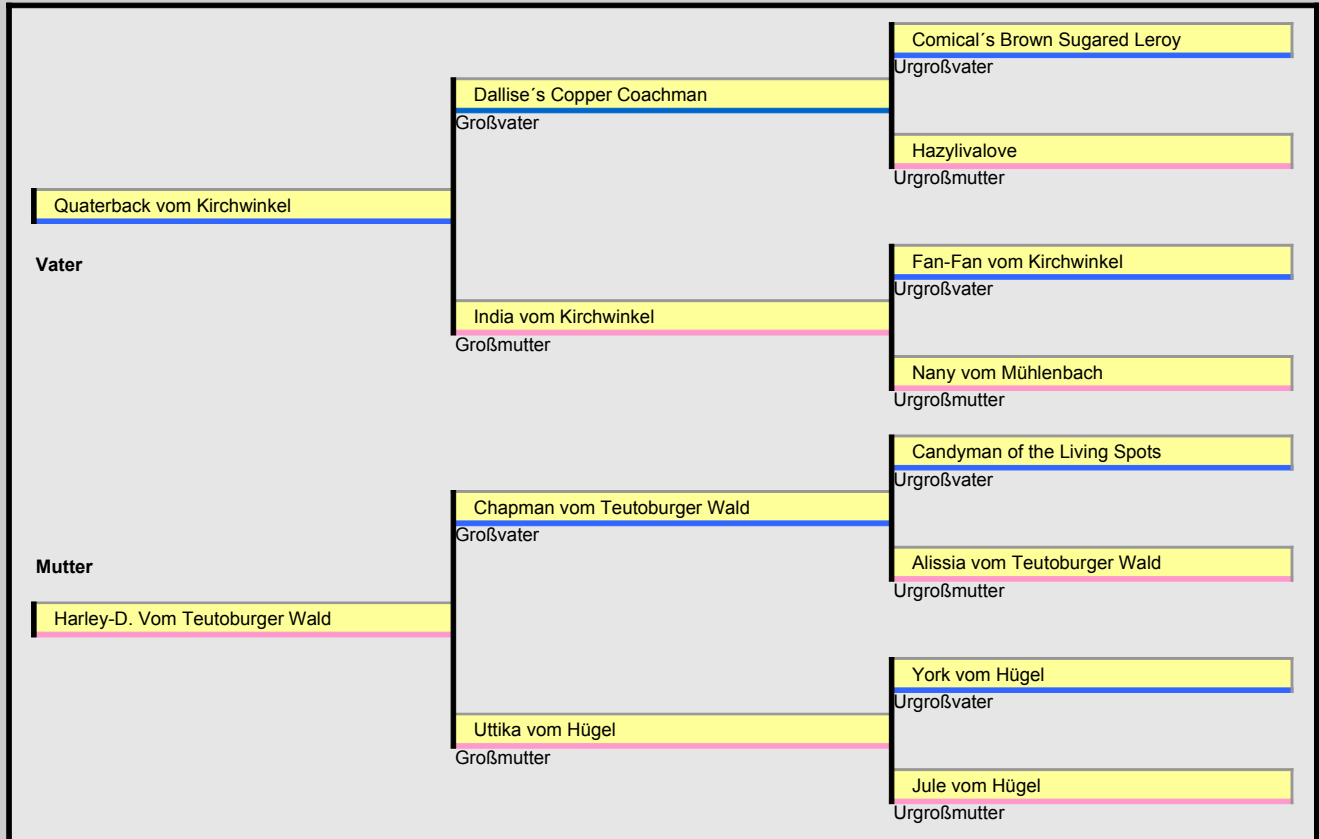 Comical´s Brown Sugared Leroy
Urgroßvater
Dallise´s Copper Coachman
Großvater
Hazylivalove
Urgroßmutter
Quaterback vom Kirchwinkel
Vater
Fan-Fan vom Kirchwinkel
Urgroßvater
India vom Kirchwinkel
Großmutter
Nany vom Mühlenbach
Urgroßmutter
Candyman of the Living Spots
Urgroßvater
Chapman vom Teutoburger Wald
Großvater
Mutter
Alissia vom Teutoburger Wald
Urgroßmutter
Harley-D. Vom Teutoburger Wald
York vom Hügel
Urgroßvater
Uttika vom Hügel
Großmutter
Jule vom Hügel
Urgroßmutter